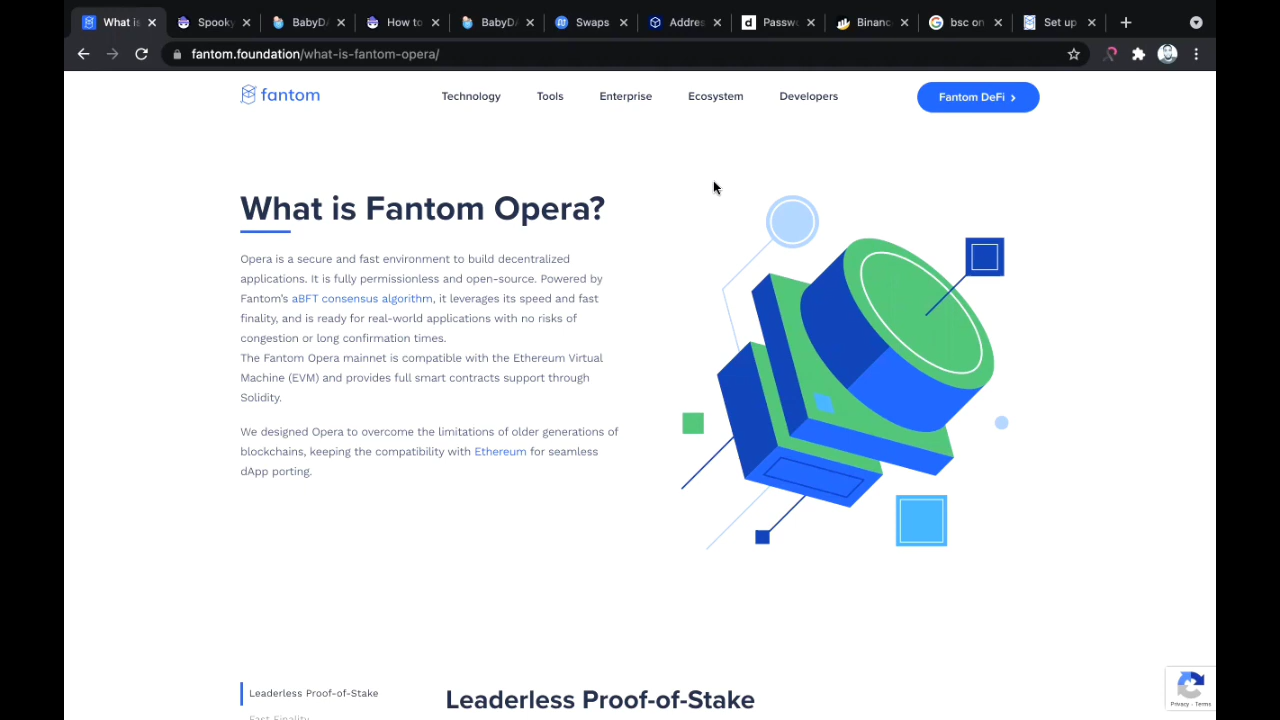 What is
Spooky
BabyDA
How to
BabyDA
Swaps
Addres
Passw
Binanc
bsc on
Set up
fantom.foundation/what-is-fantom-opera/
fantom
Technology
Tools
Enterprise
Ecosystem
Developers
Fantom DeFi
What is Fantom Opera?
Opera is a secure and fast environment to build decentralized
applications. It is fully permissionless and open-source. Powered by
Fantom's aBFT consensus algorithm, it leverages its speed and fast
finality, and is ready for real-world applications with no risks of
congestion or long confirmation times.
The Fantom Opera mainnet is compatible with the Ethereum Virtual
Machine (EVM) and provides full smart contracts support through
Solidity.
We designed Opera to overcome the limitations of older generations of
blockchains, keeping the compatibility with Ethereum for seamless
dApp porting.
Leaderless Proof-of-Stake
Fast Finality
Leaderless Proof-of-Stake
Privacy - Terms